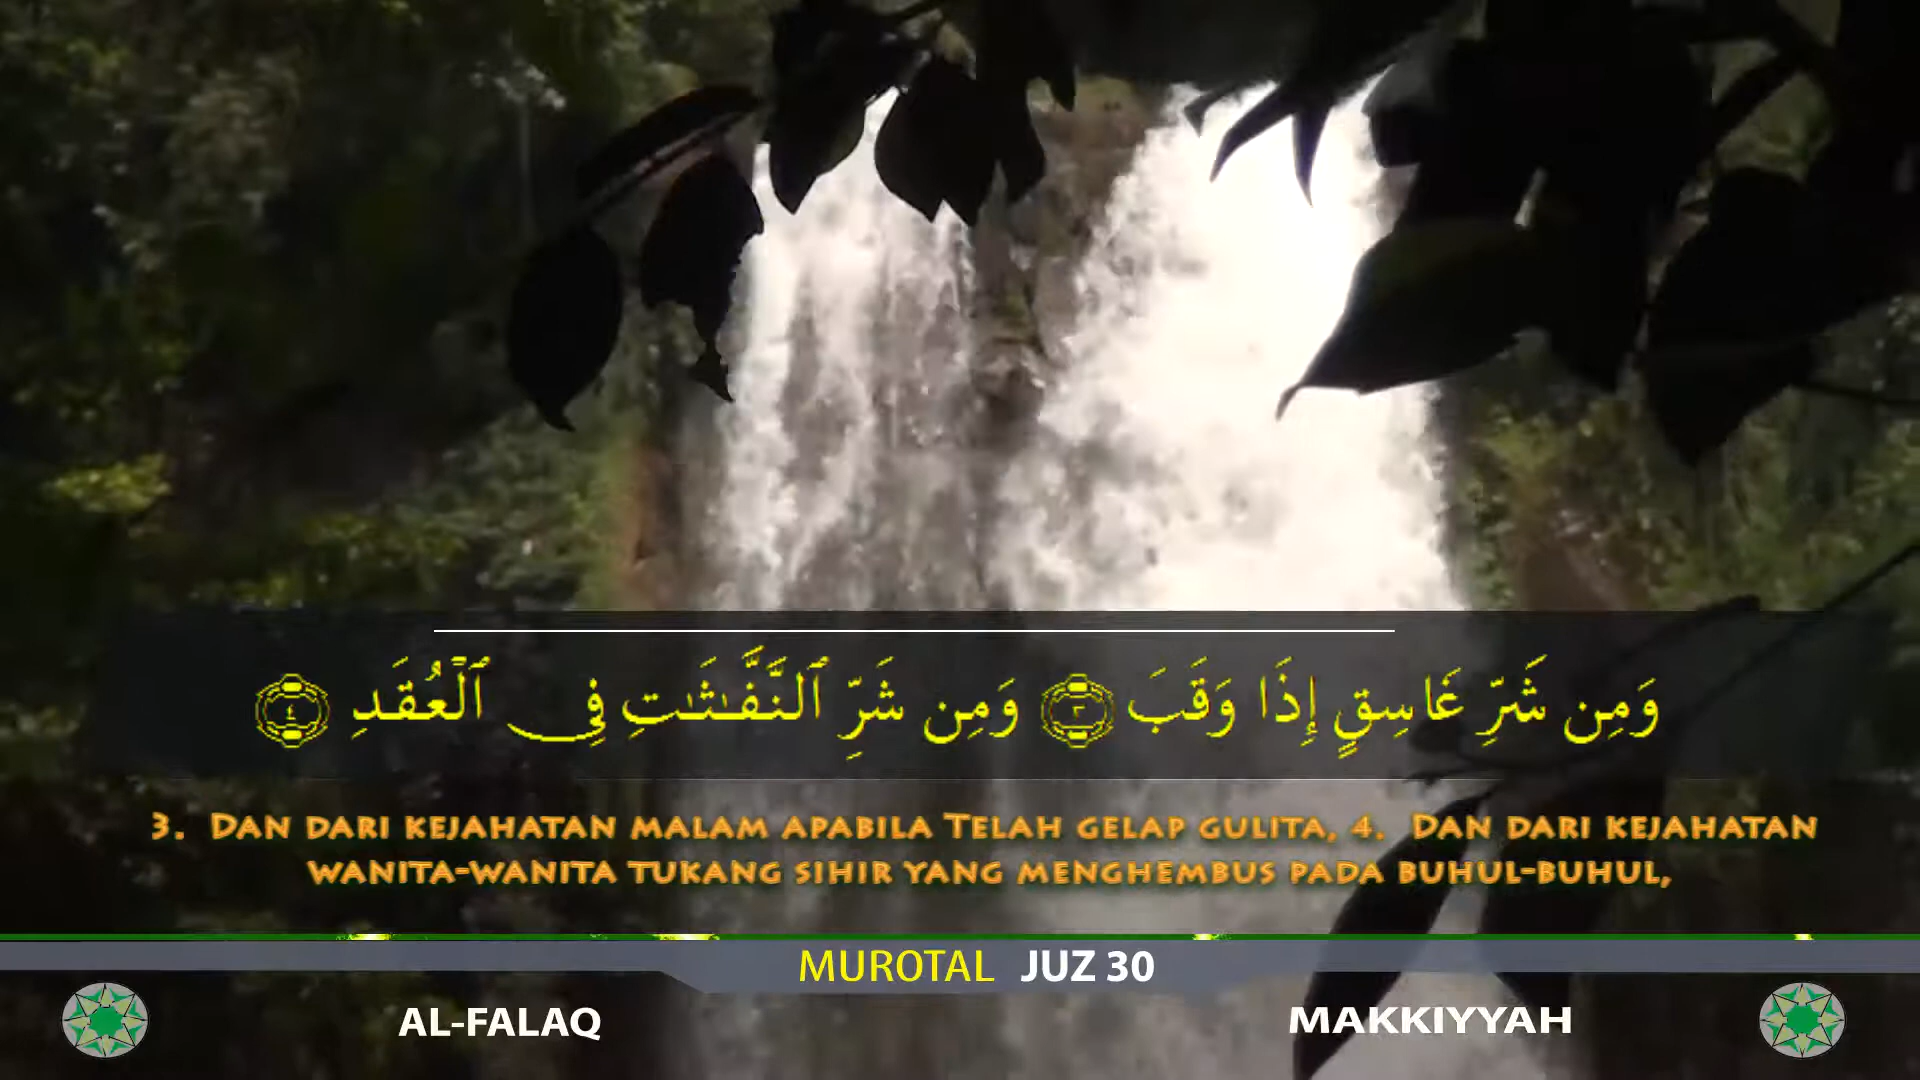 وَمِن شَرِّ غَاسِقٍ إِذَا وَقَبَ ٣ وَمِن شَرِّ ٱلنَّفَّـٰثَـٰتِ فِى ٱلْعُقَدِ ٤
3. Dan dari kejahatan malam apabila Telah gelap gulita, 4. Dan dari kejahatan
wanita-wanita tukang sihir yang menghembus pada buhul-buhul,
MUROTAL JUZ 30
AL-FALAQ
MAKKIYYAH